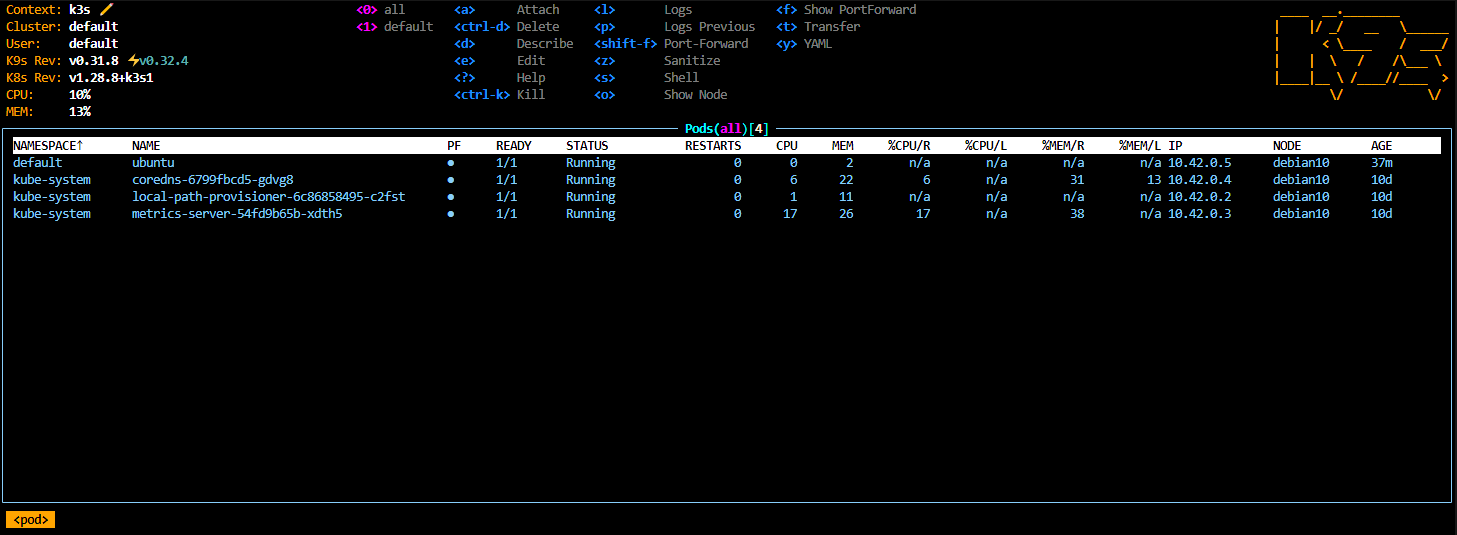 Context: k3s <0> all <a> Attach <l> Logs <f> Show PortForward
Cluster: default <1> default <ctrl-d> Delete <p> Logs Previous <t> Transfer
User: default <d> Describe <shift-f> Port-Forward <y> YAML
K9s Rev: v0.31.8 ⚡v0.32.4 <e> Edit <z> Sanitize
K8s Rev: v1.28.8+k3s1 <?> Help <s> Shell
CPU: 10% <ctrl-k> Kill <o> Show Node
MEM: 13%
K9s
Pods(all)[4]
NAMESPACE↑ NAME PF READY STATUS RESTARTS CPU MEM %CPU/R %CPU/L %MEM/R %MEM/L IP NODE AGE
default ubuntu ● 1/1 Running 0 0 2 n/a n/a n/a n/a 10.42.0.5 debian10 37m
kube-system coredns-6799fbcd5-gdvg8 ● 1/1 Running 0 6 22 6 n/a 31 13 10.42.0.4 debian10 10d
kube-system local-path-provisioner-6c86858495-c2fst ● 1/1 Running 0 1 11 n/a n/a n/a n/a 10.42.0.2 debian10 10d
kube-system metrics-server-54fd9b65b-xdth5 ● 1/1 Running 0 17 26 17 n/a 38 n/a 10.42.0.3 debian10 10d
<pod>